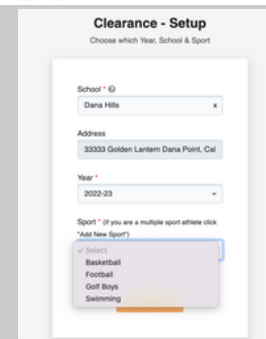 Clearance - Setup
Choose which Year, School & Sport
School *
Dana Hills x
Address
33333 Golden Lantern Dana Point, Cal
Year *
2022-23
Sport * (If you are a multiple sport athlete click
"Add New Sport")
✓ Select
Basketball
Football
Golf Boys
Swimming